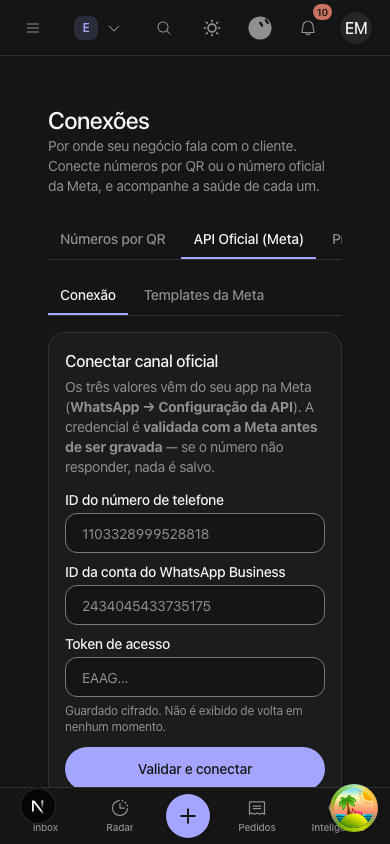 E
10
EM
Conexões
Por onde seu negócio fala com o cliente.
Conecte números por QR ou o número oficial
da Meta, e acompanhe a saúde de cada um.
Números por QR
API Oficial (Meta)
Conexão
Templates da Meta
Conectar canal oficial
Os três valores vêm do seu app na Meta
(WhatsApp → Configuração da API). A
credencial é validada com a Meta antes
de ser gravada — se o número não
responder, nada é salvo.
ID do número de telefone
1103328999528818
ID da conta do WhatsApp Business
2434045433735175
Token de acesso
EAAG...
Guardado cifrado. Não é exibido de volta em
nenhum momento.
Validar e conectar
N
Inbox
Radar
Pedidos